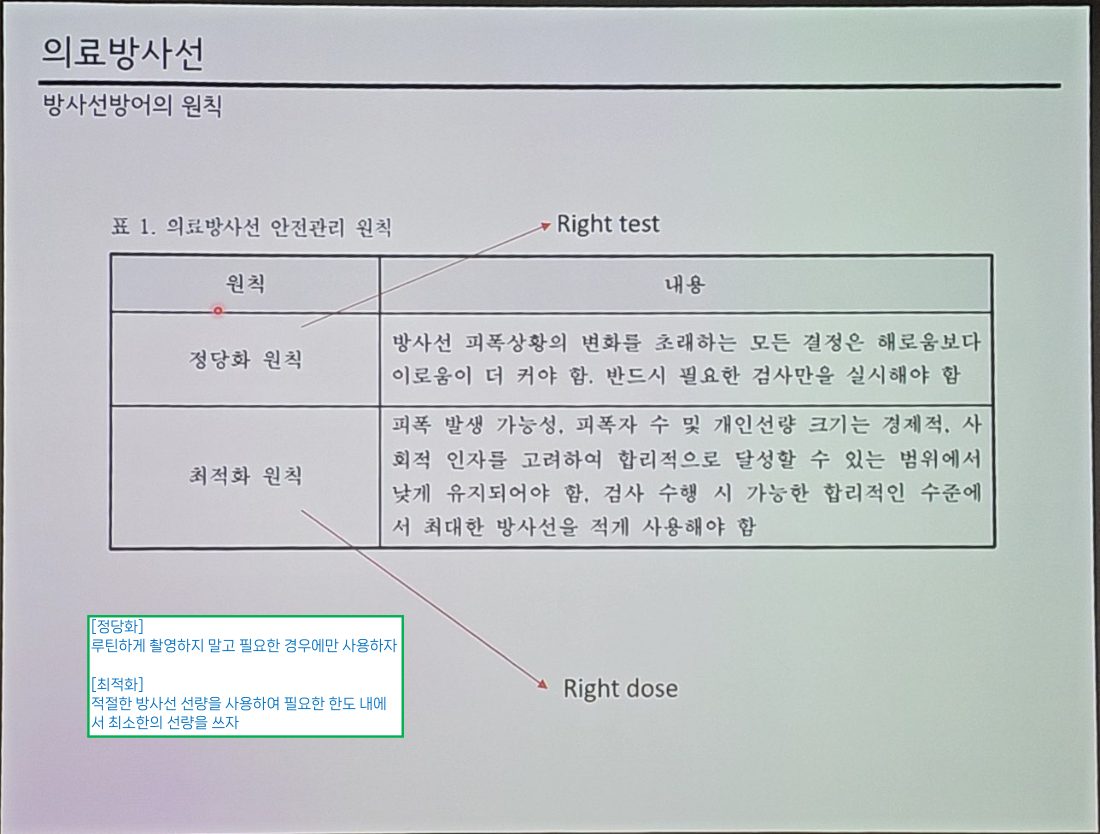 의료방사선
방사선방어의 원칙
표 1. 의료방사선 안전관리 원칙
Right test
원칙
내용
정당화 원칙
방사선 피폭상황의 변화를 초래하는 모든 결정은 해로움보다
이로움이 더 커야 함. 반드시 필요한 검사만을 실시해야 함
최적화 원칙
피폭 발생 가능성, 피폭자 수 및 개인선량 크기는 경제적, 사
회적 인자를 고려하여 합리적으로 달성할 수 있는 범위에서
낮게 유지되어야 함, 검사 수행 시 가능한 합리적인 수준에
서 최대한 방사선을 적게 사용해야 함
[정당화]
루틴하게 촬영하지 말고 필요한 경우에만 사용하자
[최적화]
적절한 방사선 선량을 사용하여 필요한 한도 내에
서 최소한의 선량을 쓰자
Right dose